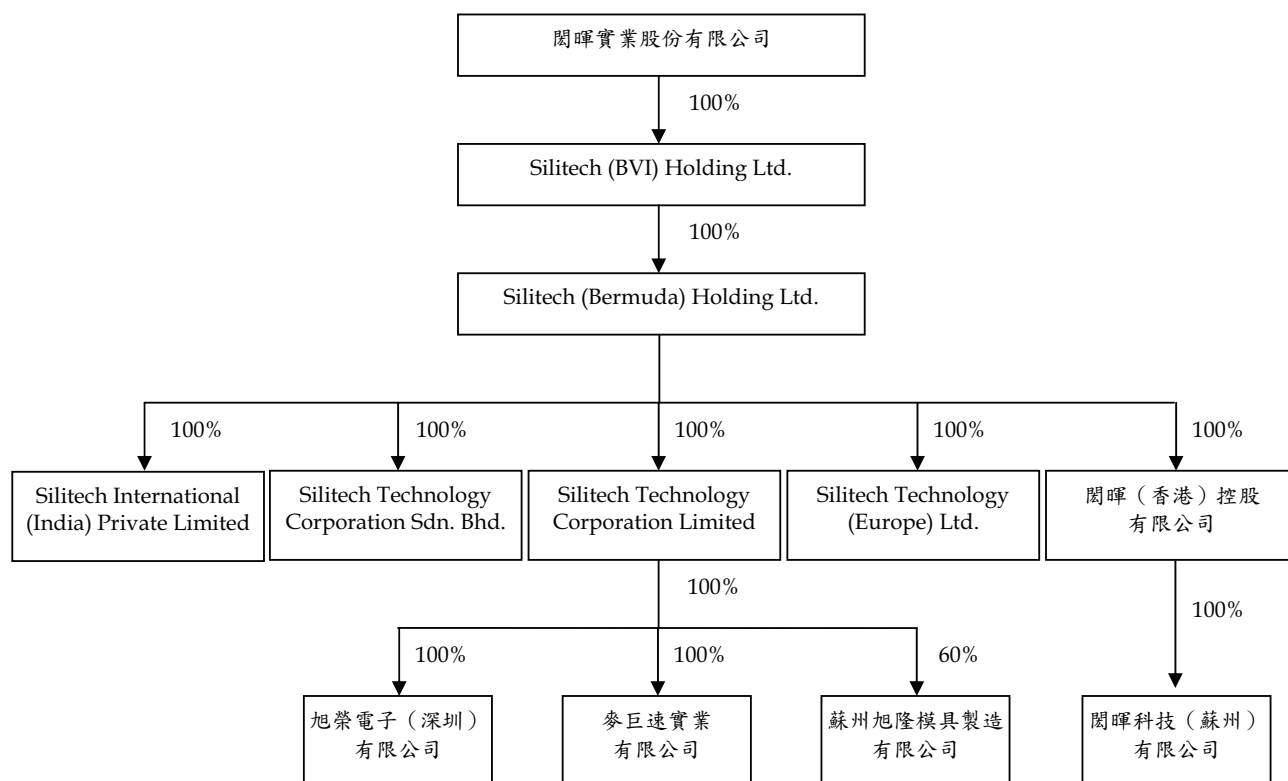 閎暉實業股份有限公司
100%
Silitech (BVI) Holding Ltd.
100%
Silitech (Bermuda) Holding Ltd.
100%
100%
100%
100%
100%
Silitech International
(India) Private Limited
Silitech Technology
Corporation Sdn. Bhd.
Silitech Technology
Corporation Limited
Silitech Technology
(Europe) Ltd.
閎暉（香港）控股
有限公司
100%
100%
100%
100%
60%
旭榮電子（深圳）
有限公司
麥巨速實業
有限公司
蘇州旭隆模具製造
有限公司
閎暉科技（蘇州）
有限公司